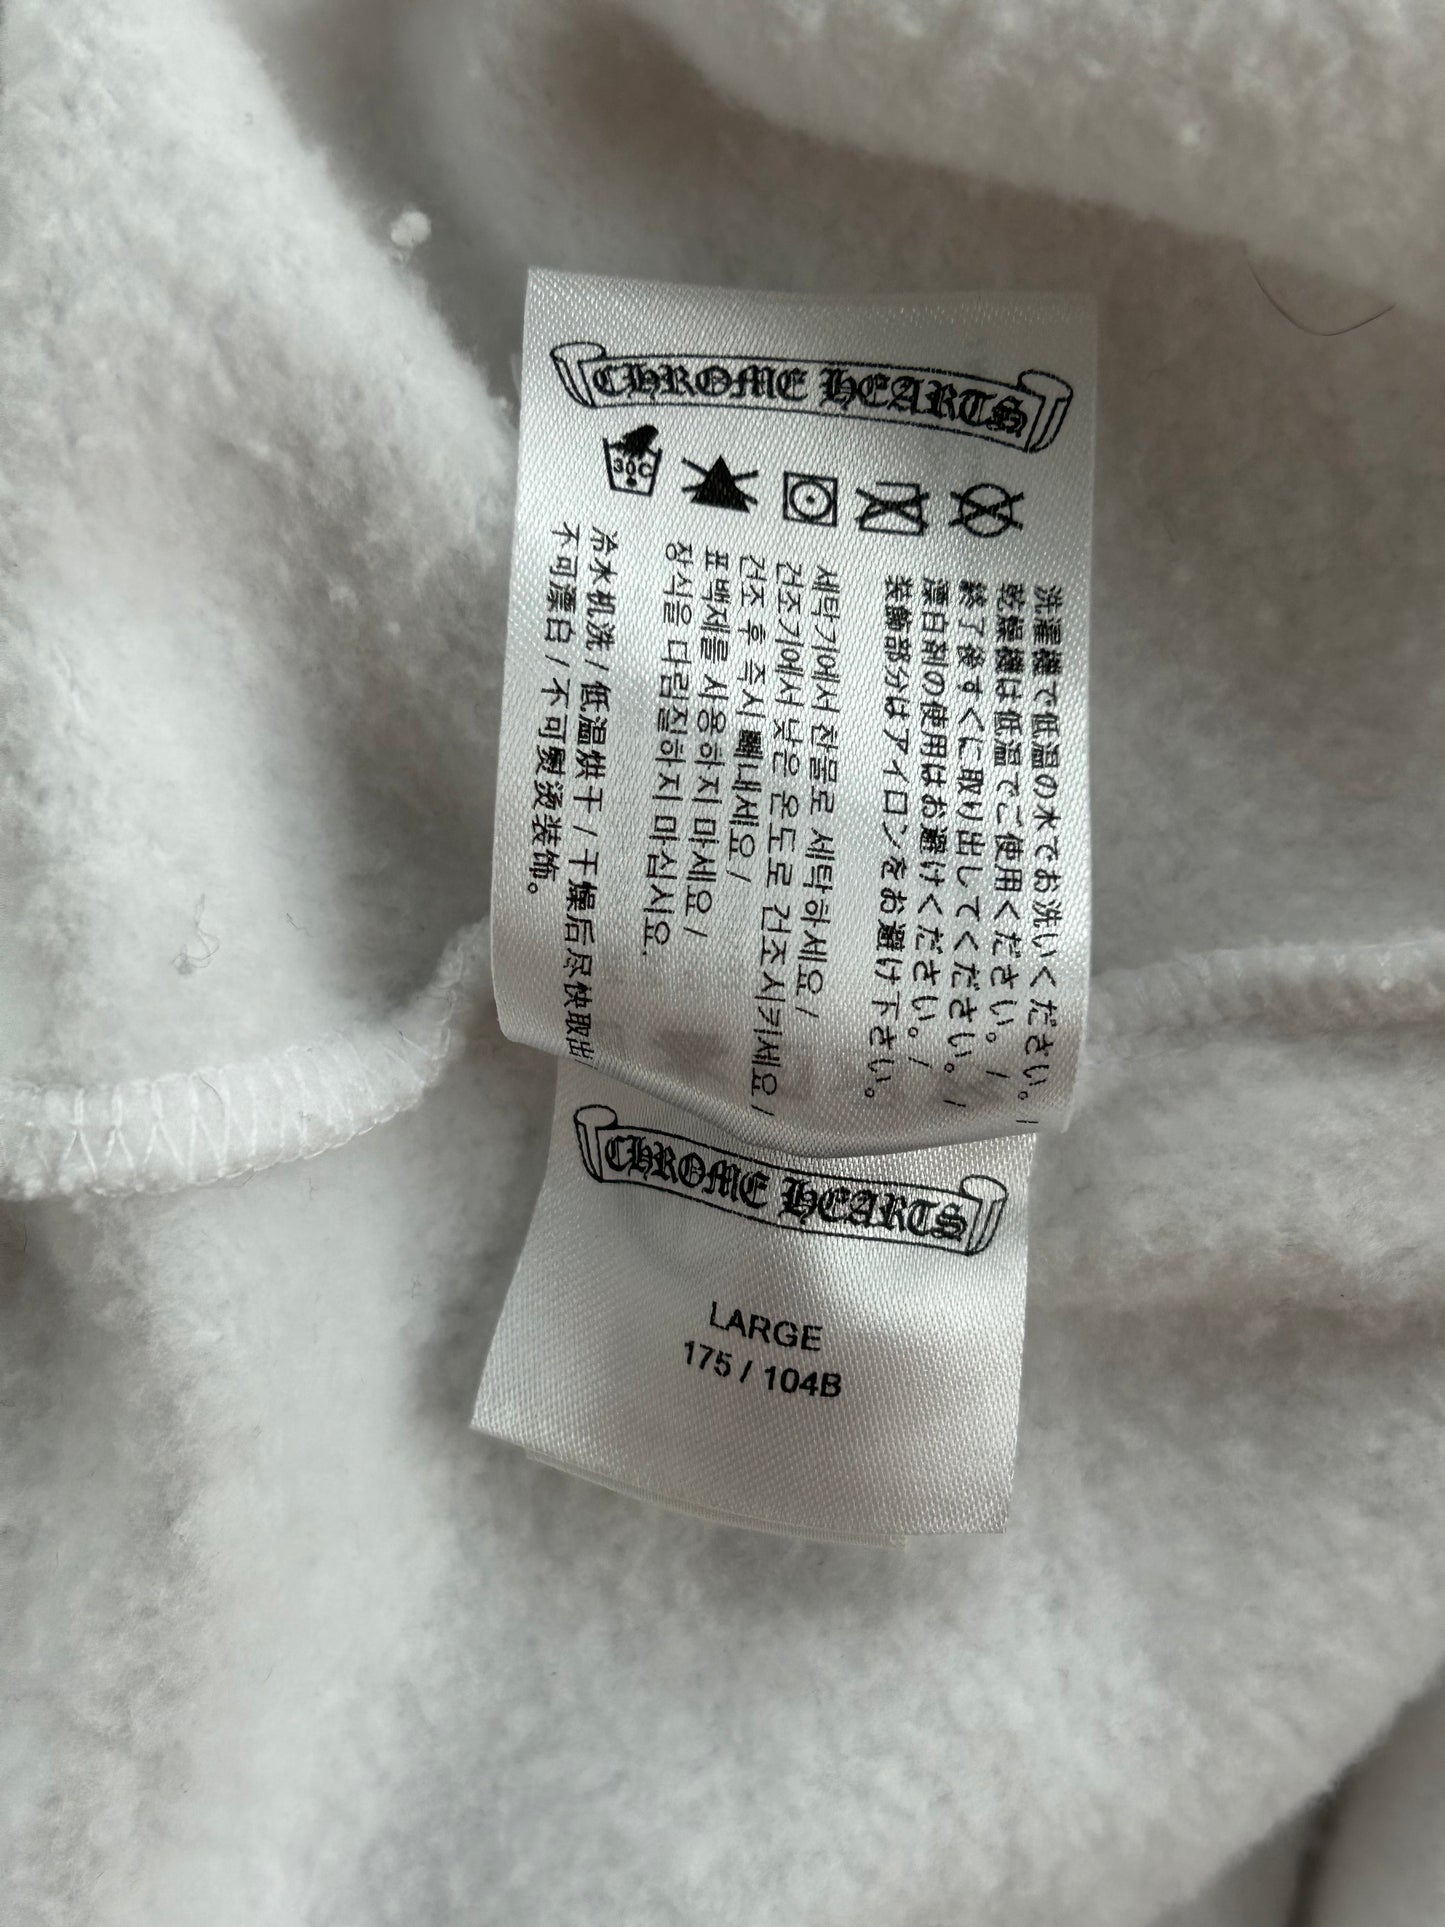 CHROME HEARTS
30C
洗濯機で低温の水でお洗いください。/
乾燥機は低温でご使用ください。/
終了後すぐに取り出してください。/
漂白剤の使用はお避けください。/
装飾部分はアイロンをお避け下さい。
세탁기에서 찬물로 세탁하세요 /
건조기에서 낮은 온도로 건조시키세요 /
건조 후 즉시 빼내세요 /
표백제를 사용하지 마세요 /
장식을 다림질하지 마십시요.
冷水机洗 / 低温烘干 / 干燥后尽快取出
不可漂白 / 不可熨烫装饰。
CHROME HEARTS
LARGE
175 / 104B